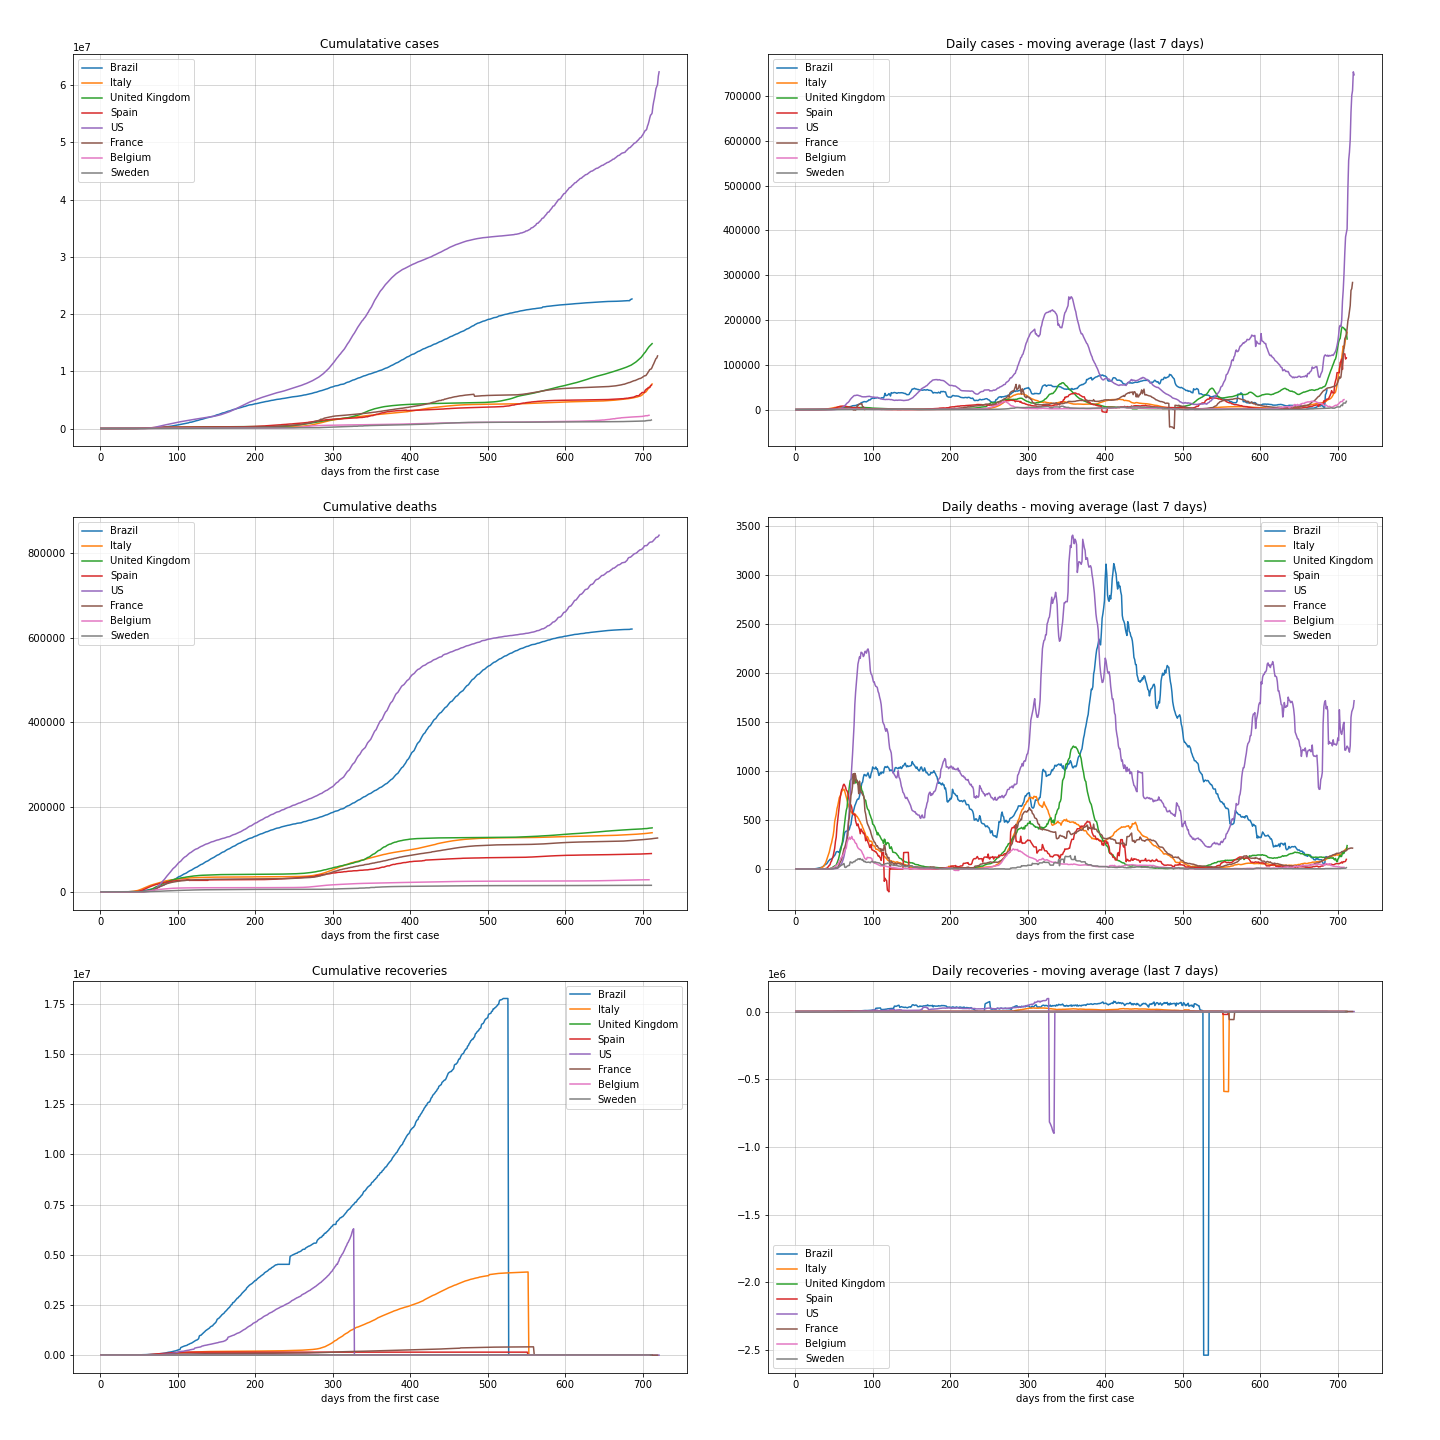 Cumulatative cases
1e7
6
5
4
3
2
1
0
0 100 200 300 400 500 600 700
days from the first case
Brazil
Italy
United Kingdom
Spain
US
France
Belgium
Sweden
Daily cases - moving average (last 7 days)
700000
600000
500000
400000
300000
200000
100000
0
0 100 200 300 400 500 600 700
days from the first case
Brazil
Italy
United Kingdom
Spain
US
France
Belgium
Sweden
Cumulative deaths
800000
600000
400000
200000
0
0 100 200 300 400 500 600 700
days from the first case
Brazil
Italy
United Kingdom
Spain
US
France
Belgium
Sweden
Daily deaths - moving average (last 7 days)
3500
3000
2500
2000
1500
1000
500
0
0 100 200 300 400 500 600 700
days from the first case
Brazil
Italy
United Kingdom
Spain
US
France
Belgium
Sweden
Cumulative recoveries
1e7
1.75
1.50
1.25
1.00
0.75
0.50
0.25
0.00
0 100 200 300 400 500 600 700
days from the first case
Brazil
Italy
United Kingdom
Spain
US
France
Belgium
Sweden
Daily recoveries - moving average (last 7 days)
1e6
0.0
−0.5
−1.0
−1.5
−2.0
−2.5
0 100 200 300 400 500 600 700
days from the first case
Brazil
Italy
United Kingdom
Spain
US
France
Belgium
Sweden